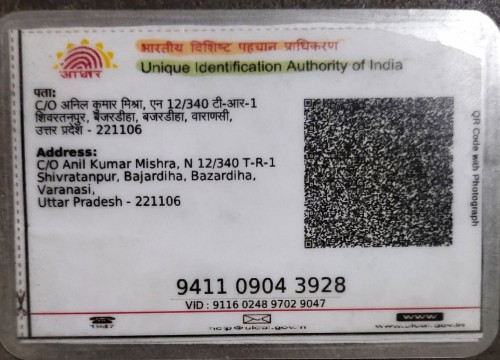 भारतीय विशिष्ट पहचान प्राधिकरण
Unique Identification Authority of India
आधार
पता:
C/O अनिल कुमार मिश्रा, एन 12/340 टी-आर-1
शिवरतनपुर, बजरडीहा, बजरडीहा, वाराणसी,
उत्तर प्रदेश - 221106
Address:
C/O Anil Kumar Mishra, N 12/340 T-R-1
Shivratanpur, Bajardiha, Bazardiha,
Varanasi,
Uttar Pradesh - 221106
QR Code with Photograph
9411 0904 3928
VID : 9116 0248 9702 9047
1947
help@uidai.gov.in
www
www.uidai.gov.in